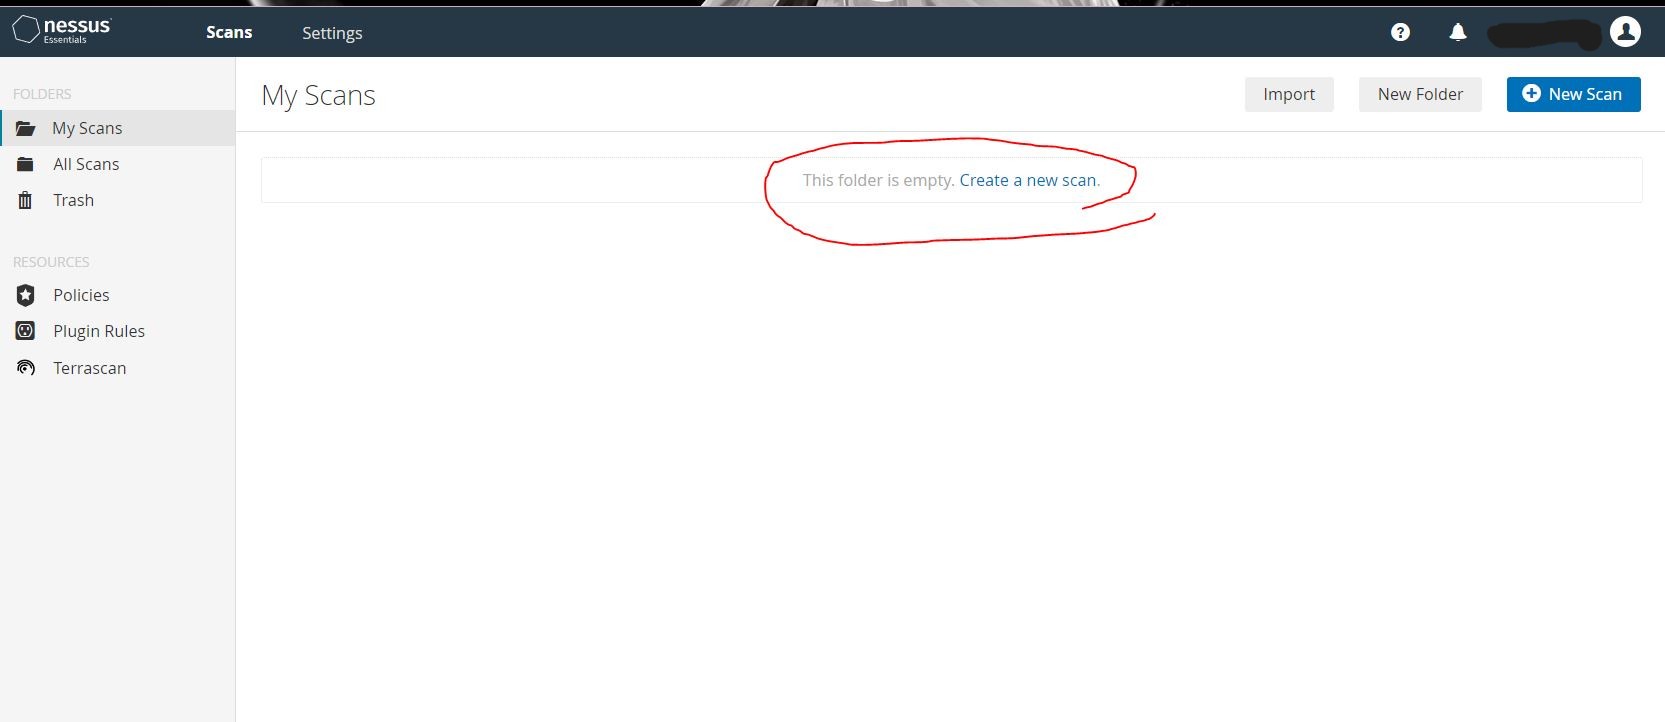 nessus
Essentials
Scans
Settings
FOLDERS
My Scans
All Scans
Trash
RESOURCES
Policies
Plugin Rules
Terrascan
My Scans
Import
New Folder
New Scan
This folder is empty. Create a new scan.